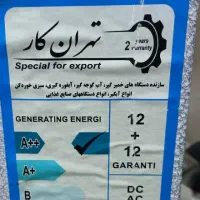 تهران کار
2 years warranty
Special for export
سازنده دستگاه های خمیر گیر، آب گوجه گیر، آبغوره گیری، سبزی خوردکن
انواع آبگیر، انواع دستگاههای صنایع غذایی
GENERATING ENERGI
A++
A+
B
12
+
12
GARANTI
DC
AC